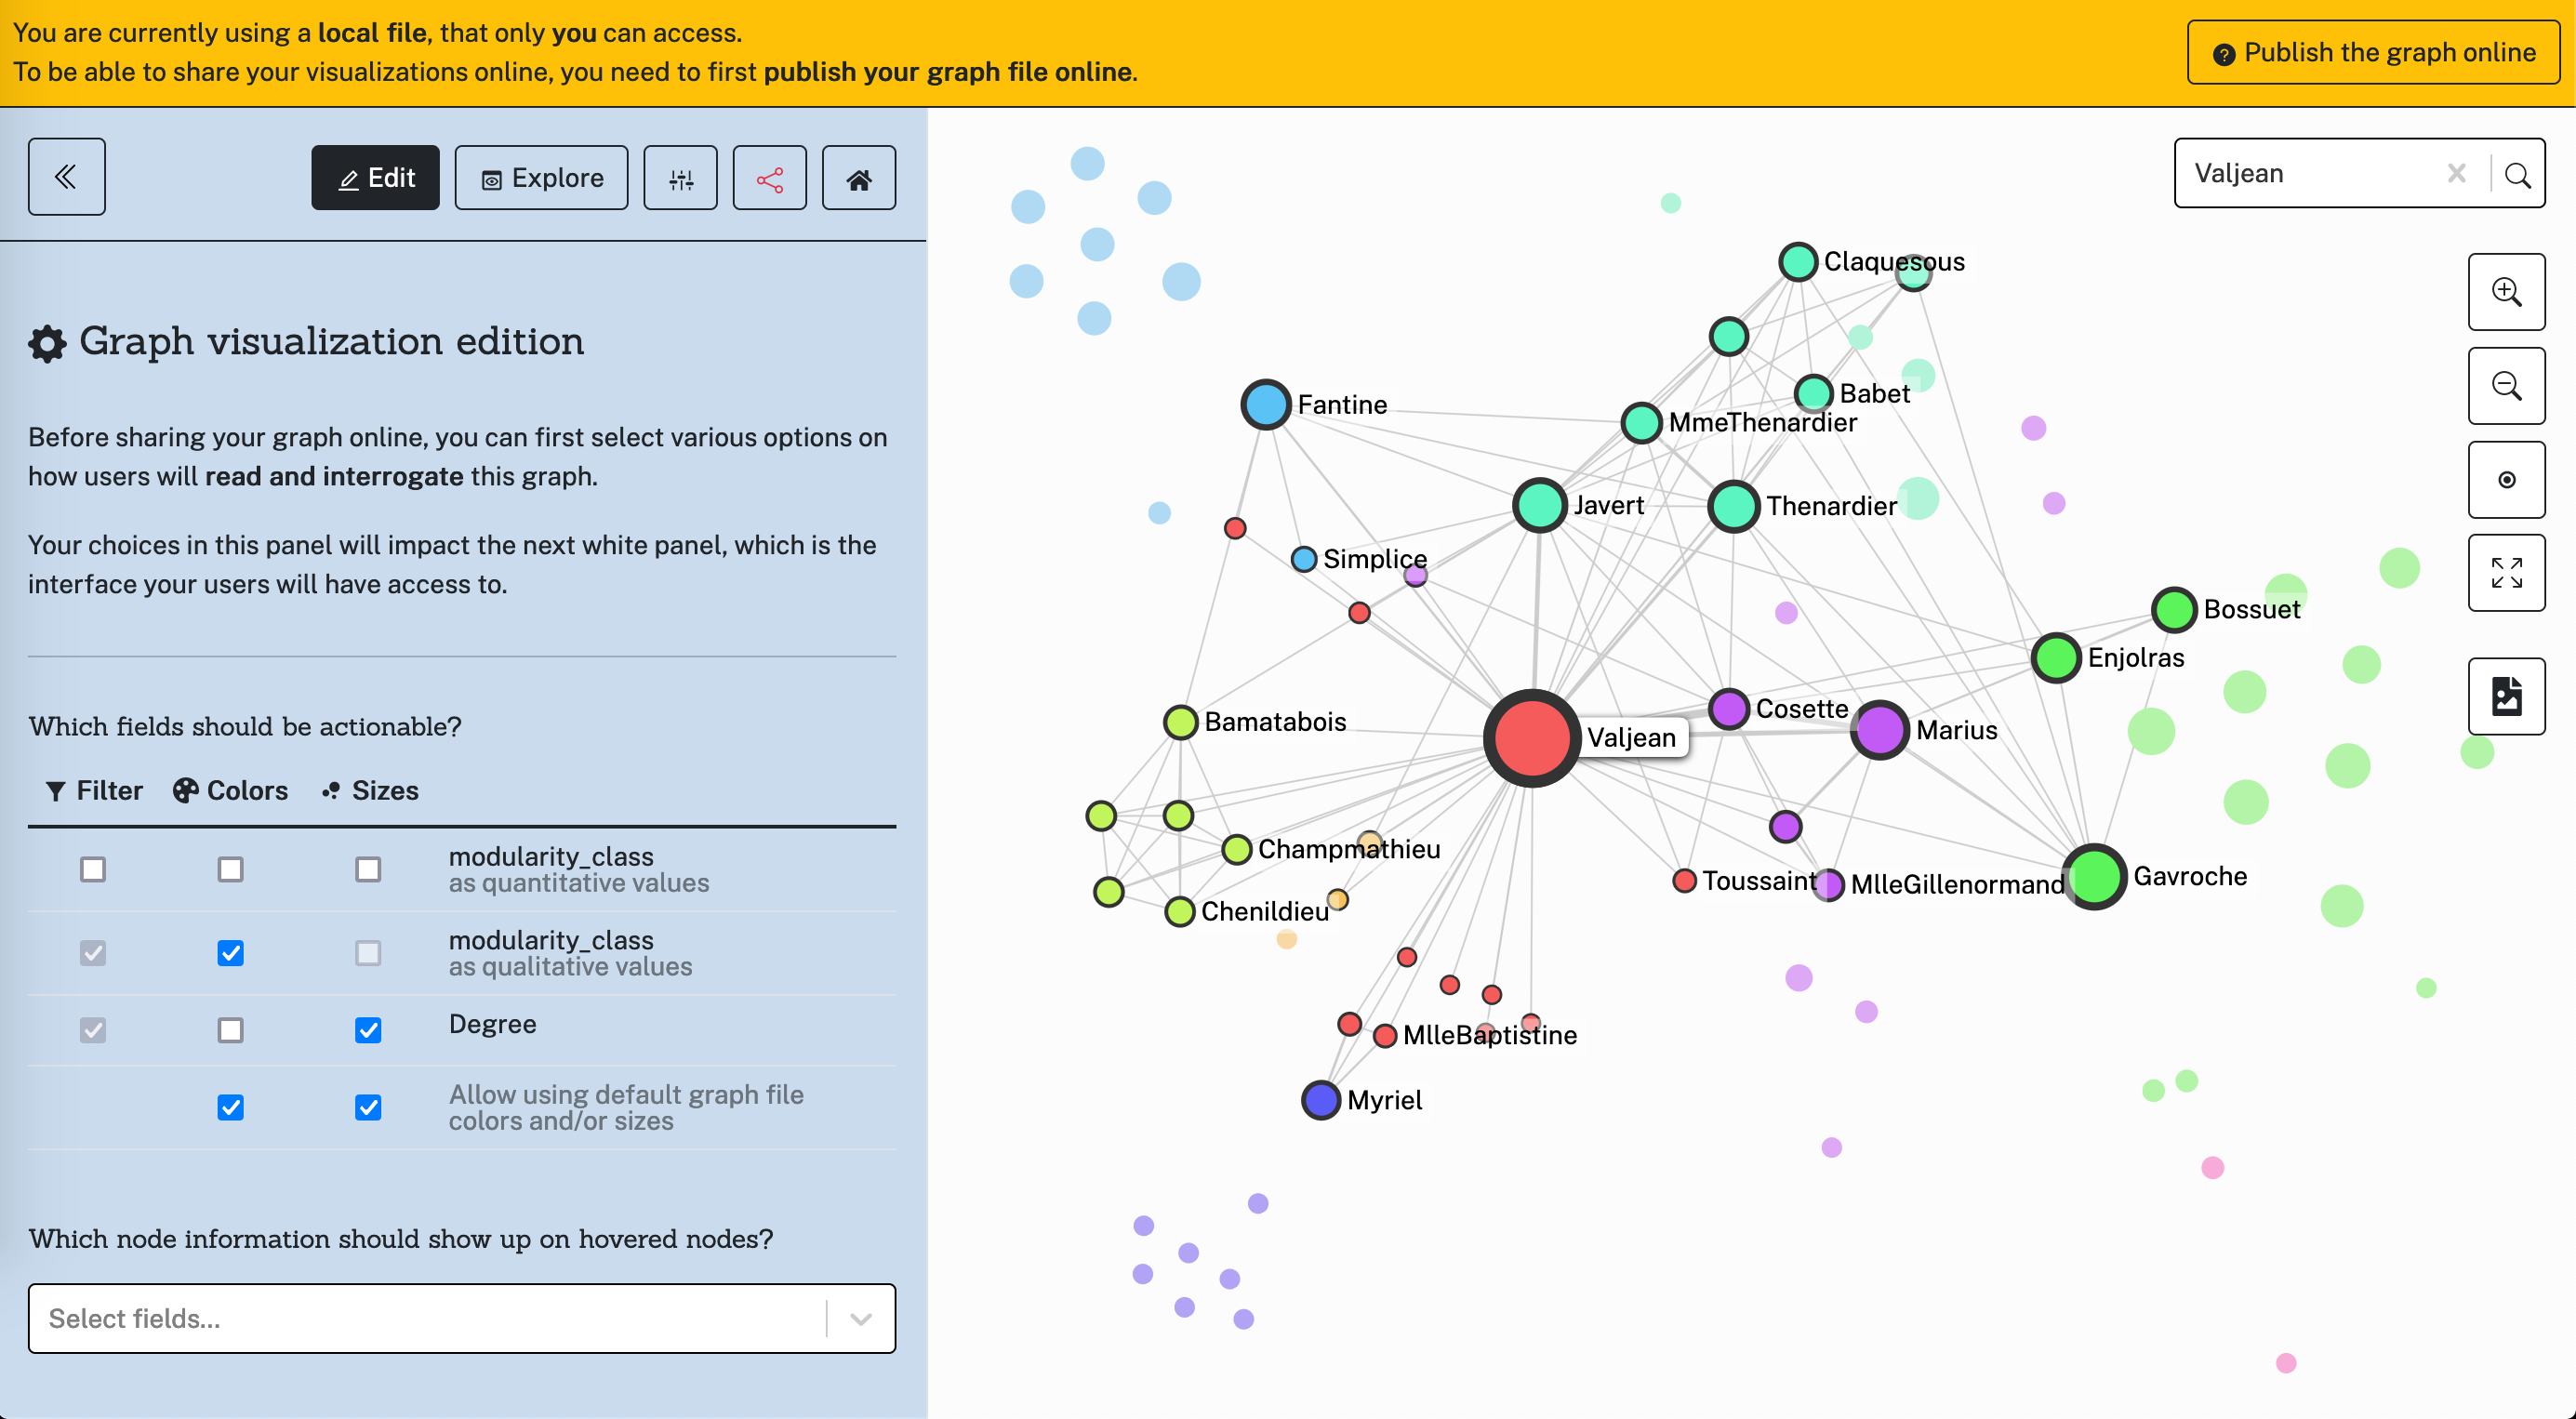 You are currently using a local file, that only you can access.
To be able to share your visualizations online, you need to first publish your graph file online.
Publish the graph online
Edit
Explore
Graph visualization edition
Before sharing your graph online, you can first select various options on
how users will read and interrogate this graph.
Your choices in this panel will impact the next white panel, which is the
interface your users will have access to.
Which fields should be actionable?
Filter Colors Sizes
modularity_class
as quantitative values
modularity_class
as qualitative values
Degree
Allow using default graph file
colors and/or sizes
Which node information should show up on hovered nodes?
Select fields...
Valjean
Claquesous
Babet
Fantine
MmeThenardier
Javert
Thenardier
Simplice
Bossuet
Enjolras
Cosette
Bamatabois
Marius
Valjean
Champmathieu
Gavroche
Toussaint
MlleGillenormand
Chenildieu
MlleBaptistine
Myriel